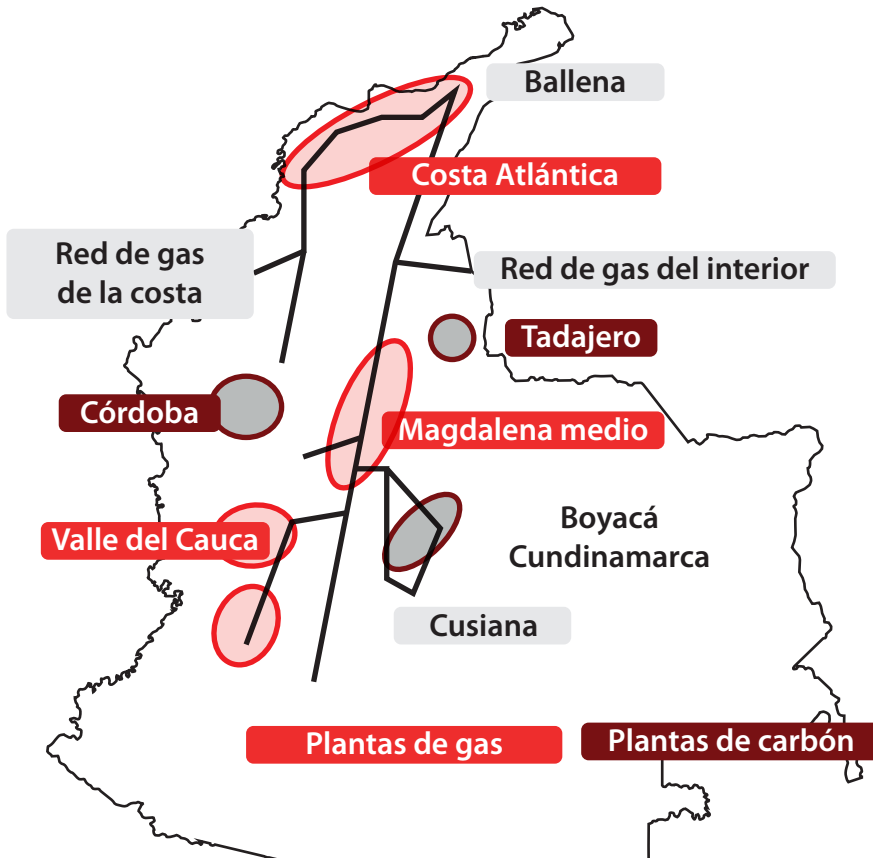 Ballena
Costa Atlántica
Red de gas
de la costa
Red de gas del interior
Tadajero
Córdoba
Magdalena medio
Boyacá
Cundinamarca
Valle del Cauca
Cusiana
Plantas de gas
Plantas de carbón